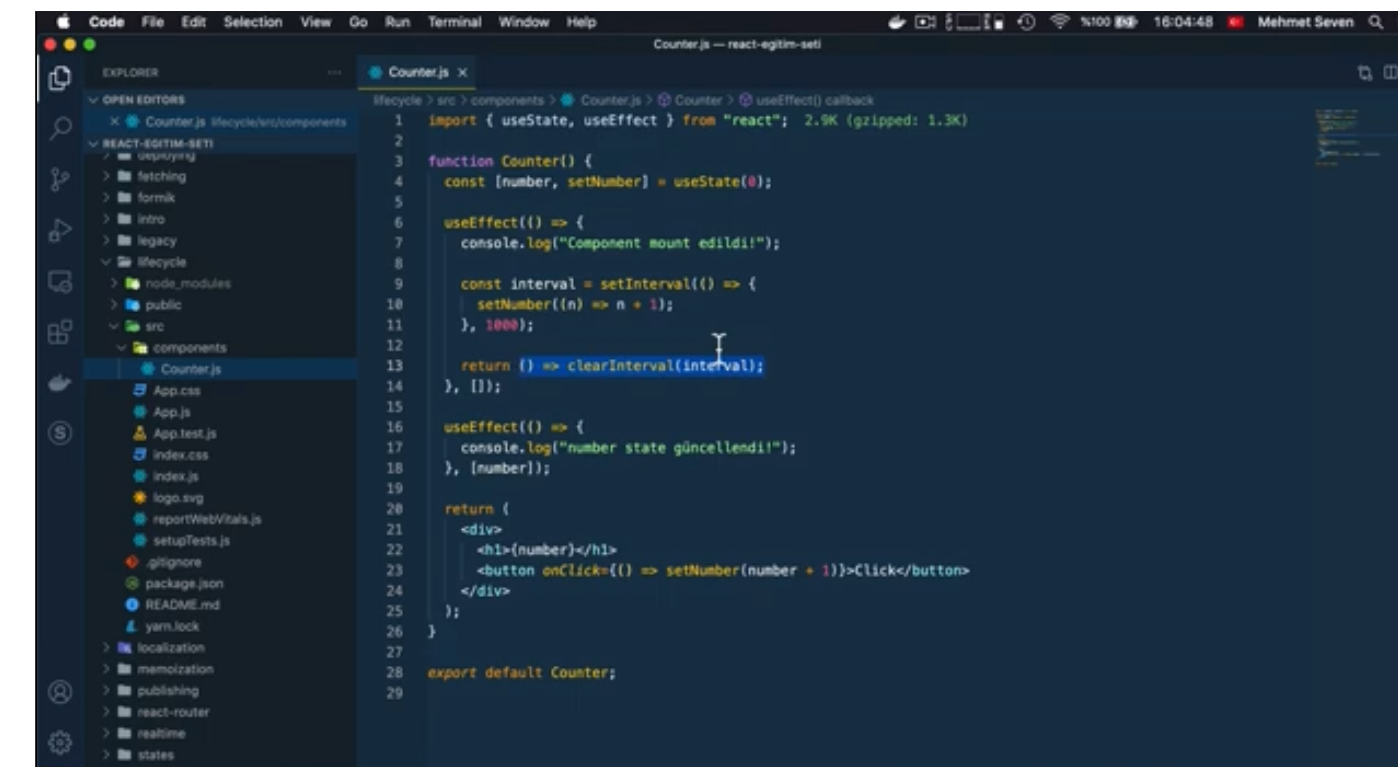 Code File Edit Selection View Go Run Terminal Window Help %100 16:04:48 Mehmet Seven
Counter.js — react-egitim-seti
EXPLORER
OPEN EDITORS
Counter.js lifecycle/src/components
REACT-EGITIM-SETI
deploying
fetching
formik
intro
legacy
lifecycle
node_modules
public
src
components
Counter.js
App.css
App.js
App.test.js
index.css
index.js
logo.svg
reportWebVitals.js
setupTests.js
.gitignore
package.json
README.md
yarn.lock
localization
memoization
publishing
react-router
realtime
states
Counter.js
lifecycle > src > components > Counter.js > Counter > useEffect() callback
1 import { useState, useEffect } from "react"; 2.9K (gzipped: 1.3K)
2
3 function Counter() {
4 const [number, setNumber] = useState(0);
5
6 useEffect(() => {
7 console.log("Component mount edildi!");
8
9 const interval = setInterval(() => {
10 setNumber((n) => n + 1);
11 }, 1000);
12
13 return () => clearInterval(interval);
14 }, []);
15
16 useEffect(() => {
17 console.log("number state güncellendi!");
18 }, [number]);
19
20 return (
21 <div>
22 <h1>{number}</h1>
23 <button onClick={() => setNumber(number + 1)}>Click</button>
24 </div>
25 );
26 }
27
28 export default Counter;
29